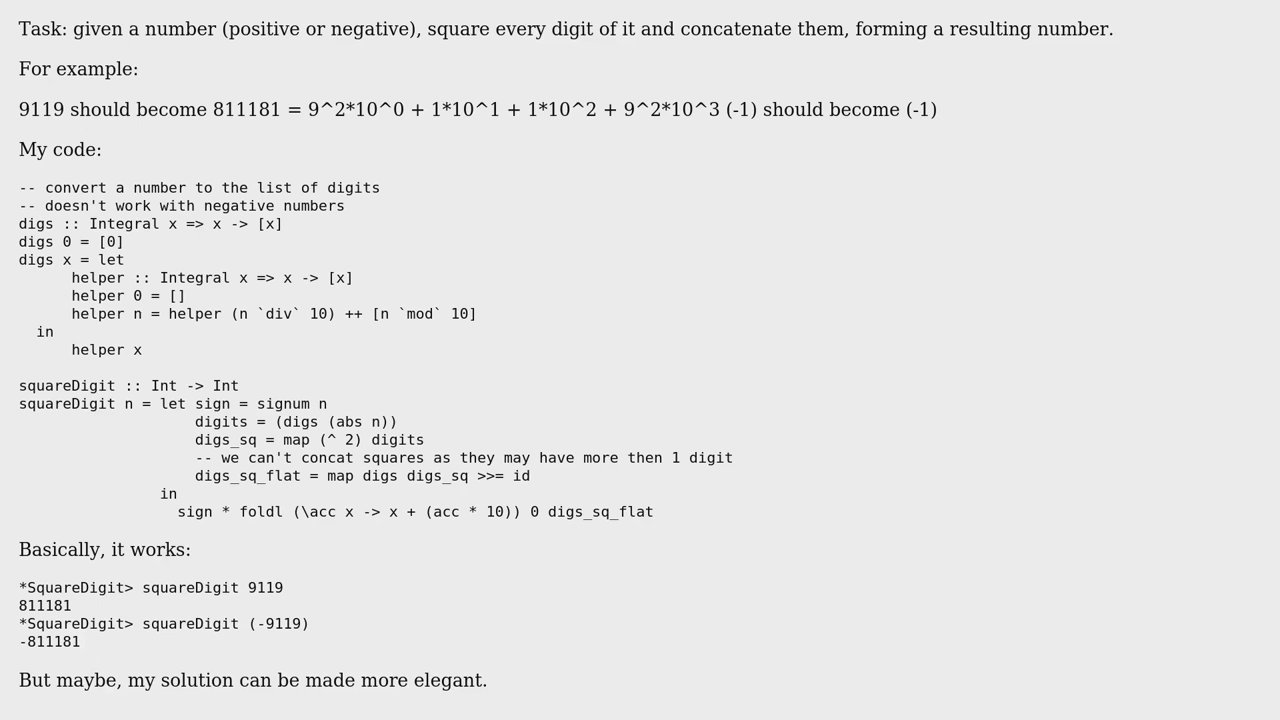 Task: given a number (positive or negative), square every digit of it and concatenate them, forming a resulting number.
For example:
9119 should become 811181 = 9^2*10^0 + 1*10^1 + 1*10^2 + 9^2*10^3 (-1) should become (-1)
My code:
-- convert a number to the list of digits
-- doesn't work with negative numbers
digs :: Integral x => x -> [x]
digs 0 = [0]
digs x = let
      helper :: Integral x => x -> [x]
      helper 0 = []
      helper n = helper (n `div` 10) ++ [n `mod` 10]
  in
      helper x
squareDigit :: Int -> Int
squareDigit n = let sign = signum n
                    digits = (digs (abs n))
                    digs_sq = map (^ 2) digits
                    -- we can't concat squares as they may have more then 1 digit
                    digs_sq_flat = map digs digs_sq >>= id
                in
                  sign * foldl (\acc x -> x + (acc * 10)) 0 digs_sq_flat
Basically, it works:
*SquareDigit> squareDigit 9119
811181
*SquareDigit> squareDigit (-9119)
-811181
But maybe, my solution can be made more elegant.